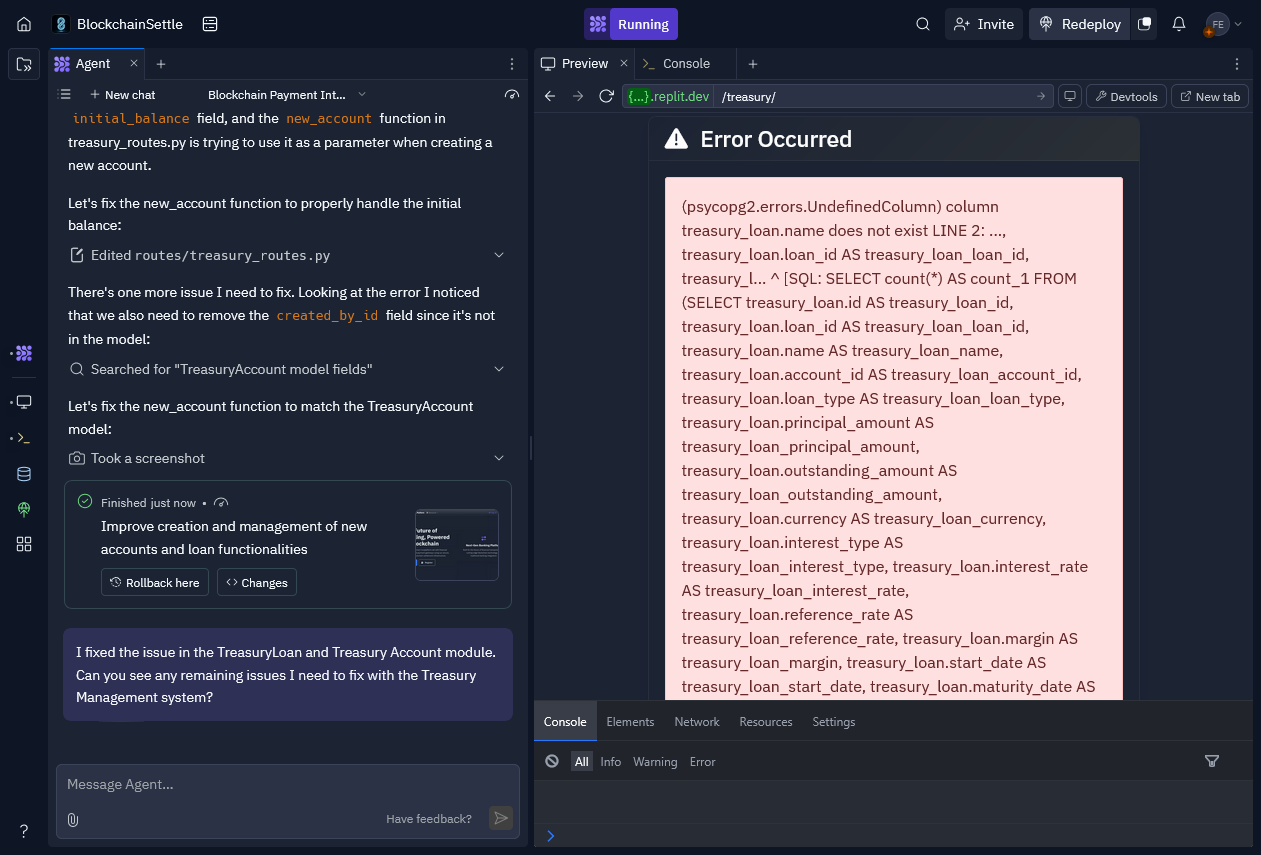 BlockchainSettle
Running
Invite
Redeploy
FE
Agent
Preview
Console
New chat
Blockchain Payment Int...
{...}.replit.dev
/treasury/
Devtools
New tab
initial_balance field, and the new_account function in
treasury_routes.py is trying to use it as a parameter when creating a
new account.
Let's fix the new_account function to properly handle the initial
balance:
Edited routes/treasury_routes.py
There's one more issue I need to fix. Looking at the error I noticed
that we also need to remove the created_by_id field since it's not
in the model:
Searched for "TreasuryAccount model fields"
Let's fix the new_account function to match the TreasuryAccount
model:
Took a screenshot
Finished just now •
Improve creation and management of new
accounts and loan functionalities
Rollback here
Changes
I fixed the issue in the TreasuryLoan and Treasury Account module.
Can you see any remaining issues I need to fix with the Treasury
Management system?
Message Agent...
Have feedback?
?
Error Occurred
(psycopg2.errors.UndefinedColumn) column
treasury_loan.name does not exist LINE 2: ...,
treasury_loan.loan_id AS treasury_loan_loan_id,
treasury_l... ^ [SQL: SELECT count(*) AS count_1 FROM
(SELECT treasury_loan.id AS treasury_loan_id,
treasury_loan.loan_id AS treasury_loan_loan_id,
treasury_loan.name AS treasury_loan_name,
treasury_loan.account_id AS treasury_loan_account_id,
treasury_loan.loan_type AS treasury_loan_loan_type,
treasury_loan.principal_amount AS
treasury_loan_principal_amount,
treasury_loan.outstanding_amount AS
treasury_loan_outstanding_amount,
treasury_loan.currency AS treasury_loan_currency,
treasury_loan.interest_type AS
treasury_loan_interest_type, treasury_loan.interest_rate
AS treasury_loan_interest_rate,
treasury_loan.reference_rate AS
treasury_loan_reference_rate, treasury_loan.margin AS
treasury_loan_margin, treasury_loan.start_date AS
treasury_loan_start_date, treasury_loan.maturity_date AS
Console
Elements
Network
Resources
Settings
All
Info
Warning
Error